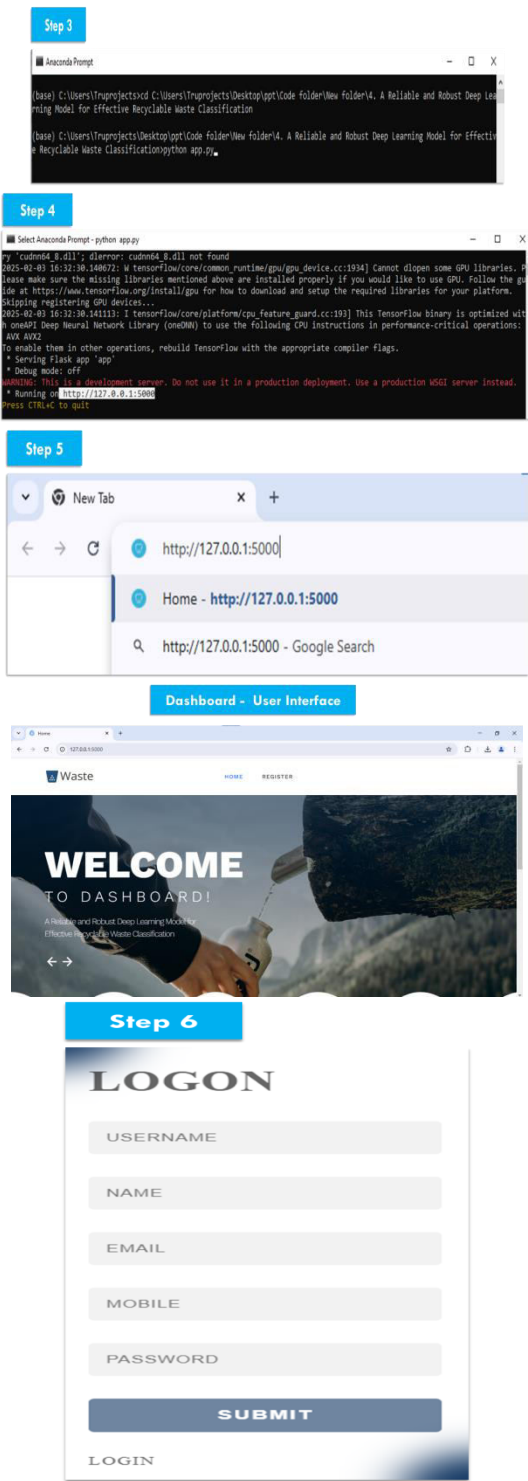 Step 3
Anaconda Prompt
(base) C:\Users\Truprojects>cd C:\Users\Truprojects\Desktop\ppt\Code folder\New folder\4. A Reliable and Robust Deep Lea
rning Model for Effective Recyclable Waste Classification
(base) C:\Users\Truprojects\Desktop\ppt\Code folder\New folder\4. A Reliable and Robust Deep Learning Model for Effectiv
e Recyclable Waste Classification>python app.py
Step 4
Select Anaconda Prompt - python app.py
ry 'cudnn64_8.dll'; dlerror: cudnn64_8.dll not found
2025-02-03 16:32:30.140672: W tensorflow/core/common_runtime/gpu/gpu_device.cc:1934] Cannot dlopen some GPU libraries. P
lease make sure the missing libraries mentioned above are installed properly if you would like to use GPU. Follow the gu
ide at https://www.tensorflow.org/install/gpu for how to download and setup the required libraries for your platform.
Skipping registering GPU devices...
2025-02-03 16:32:30.141113: I tensorflow/core/platform/cpu_feature_guard.cc:193] This TensorFlow binary is optimized wit
h oneAPI Deep Neural Network Library (oneDNN) to use the following CPU instructions in performance-critical operations:
AVX AVX2
To enable them in other operations, rebuild TensorFlow with the appropriate compiler flags.
* Serving Flask app 'app'
* Debug mode: off
WARNING: This is a development server. Do not use it in a production deployment. Use a production WSGI server instead.
* Running on http://127.0.0.1:5000
Press CTRL+C to quit
Step 5
New Tab
http://127.0.0.1:5000
Home - http://127.0.0.1:5000
http://127.0.0.1:5000 - Google Search
Dashboard - User Interface
Home
127.0.0.1:5000
Waste HOME REGISTER
WELCOME
TO DASHBOARD!
A Reliable and Robust Deep Learning Model for
Effective Recyclable Waste Classification
Step 6
LOGON
USERNAME
NAME
EMAIL
MOBILE
PASSWORD
SUBMIT
LOGIN